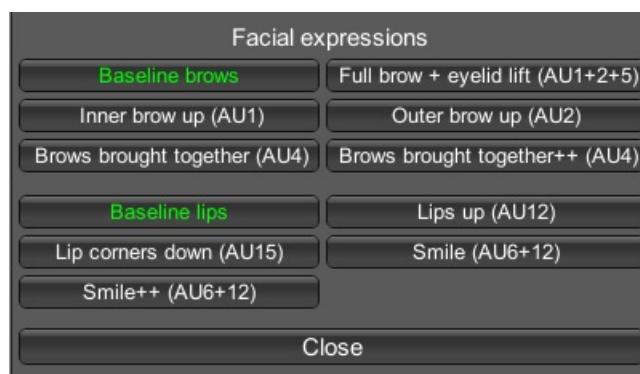 Facial expressions
Baseline brows
Full brow + eyelid lift (AU1+2+5)
Inner brow up (AU1)
Outer brow up (AU2)
Brows brought together (AU4)
Brows brought together++ (AU4)
Baseline lips
Lips up (AU12)
Lip corners down (AU15)
Smile (AU6+12)
Smile++ (AU6+12)
Close